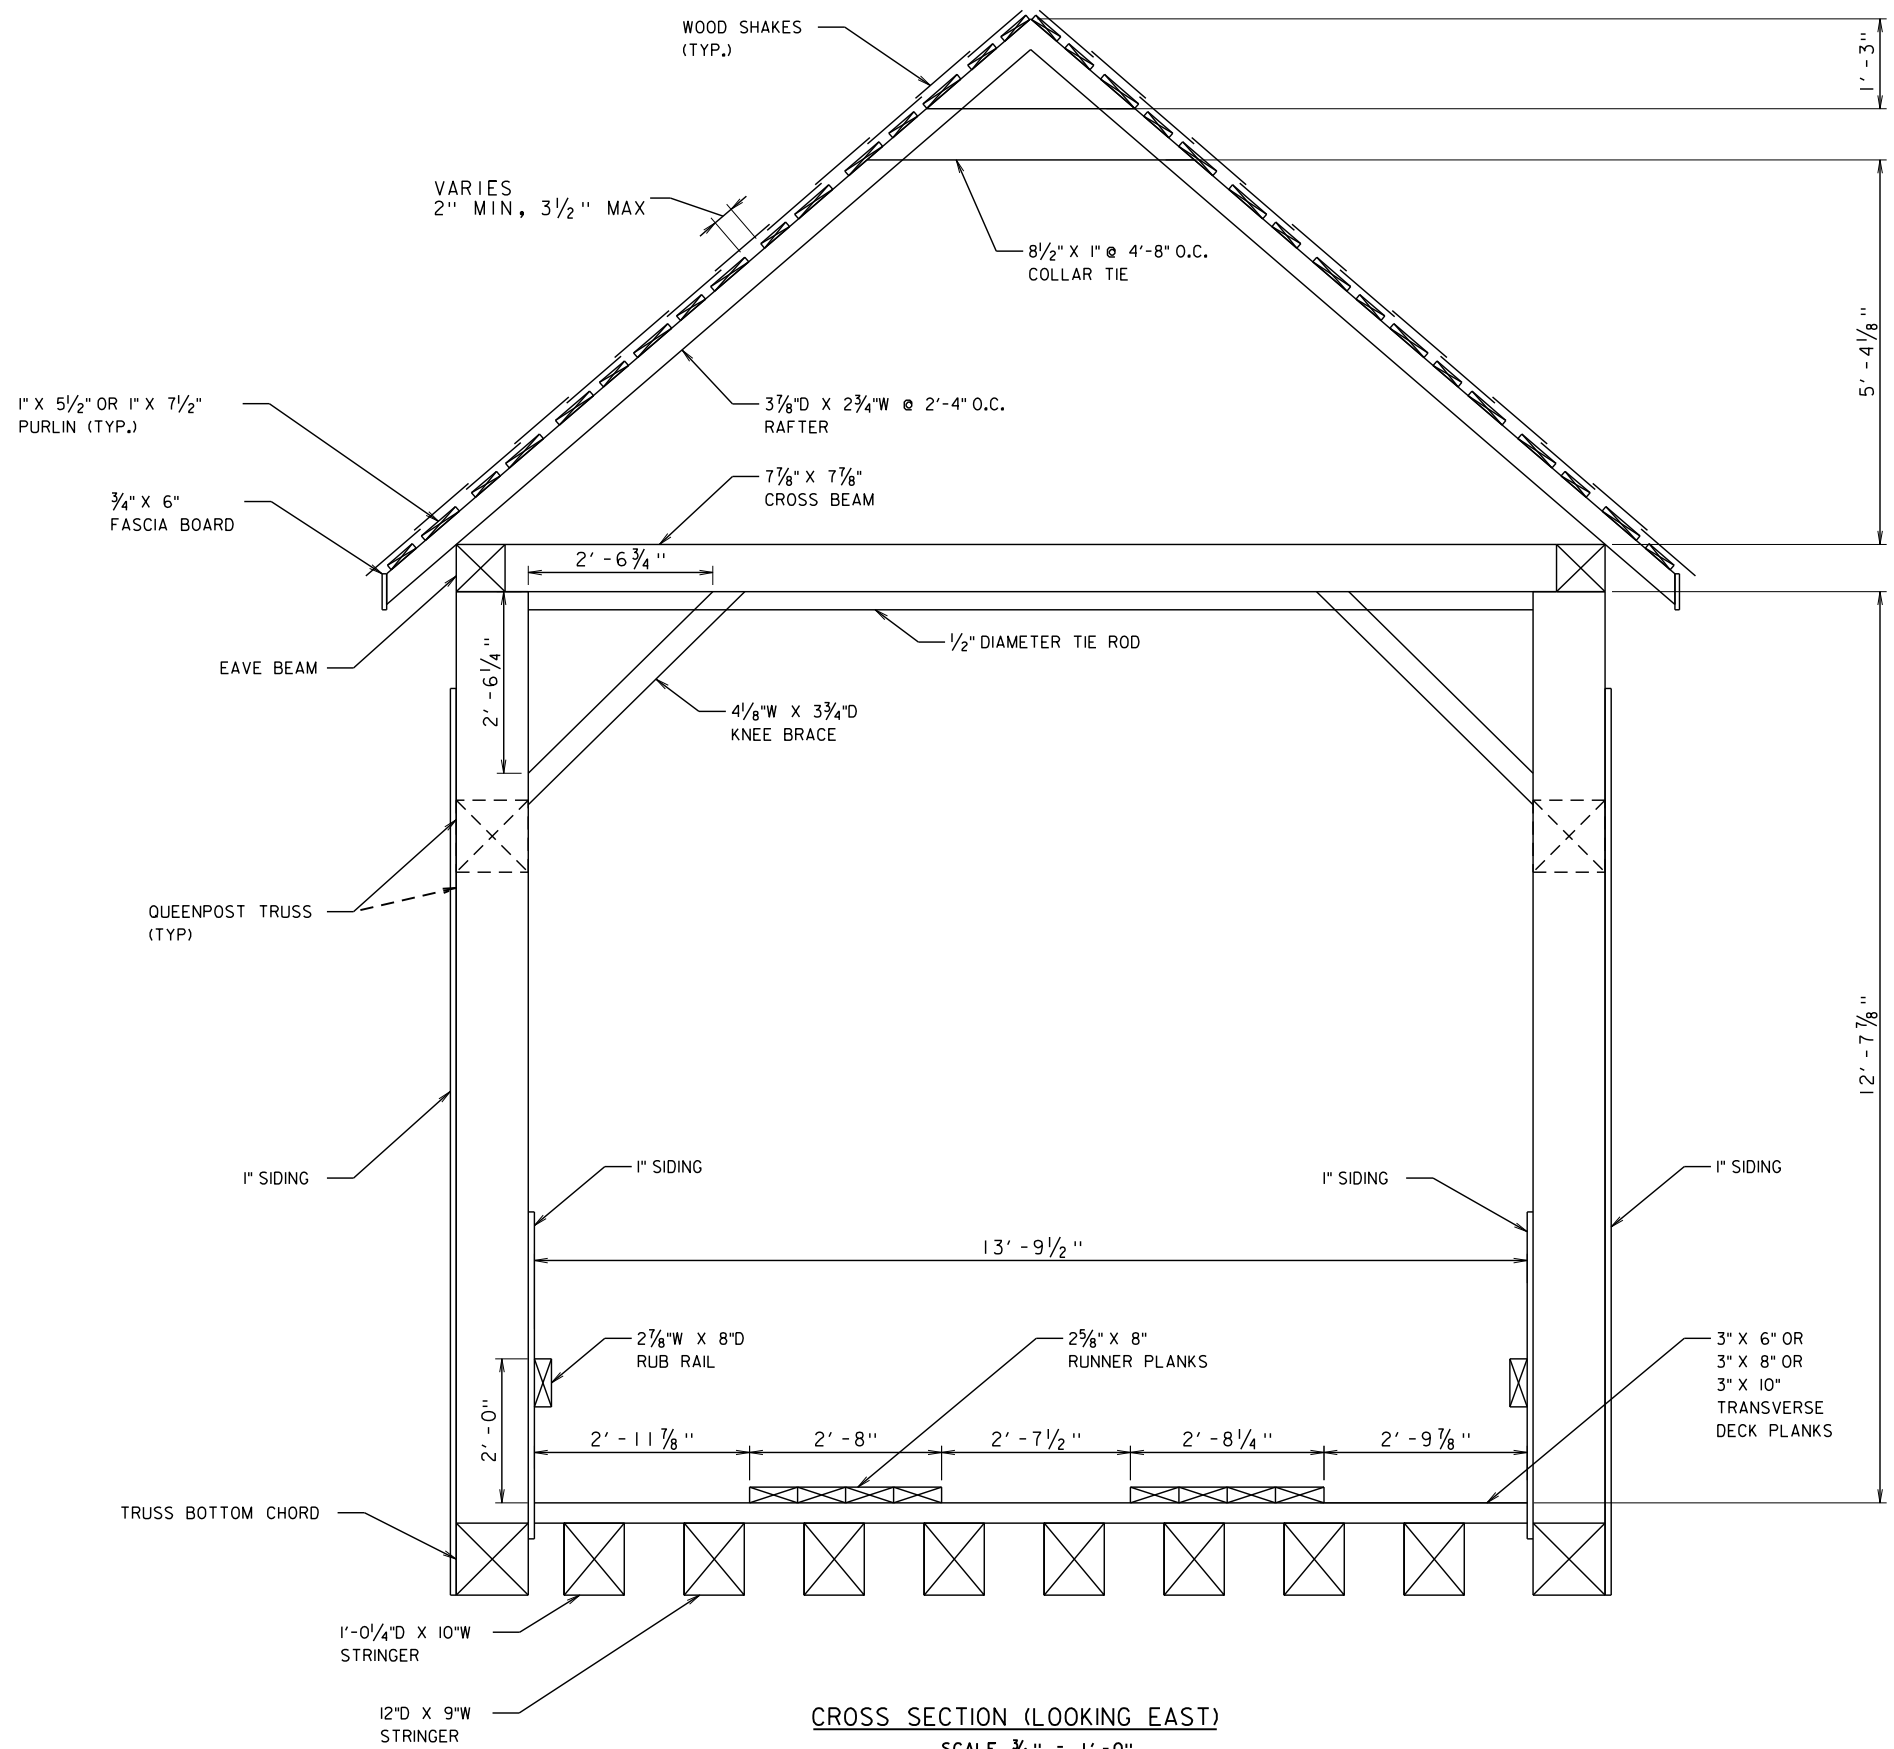 WOOD SHAKES
(TYP.)
1'-3"
VARIES
2" MIN, 3½" MAX
8½" X 1" @ 4'-8" O.C.
COLLAR TIE
5'-4⅛"
1" X 5½" OR 1" X 7½"
PURLIN (TYP.)
3⅞"D X 2¾"W @ 2'-4" O.C.
RAFTER
¾" X 6"
FASCIA BOARD
7⅞" X 7⅞"
CROSS BEAM
2'-6¾"
EAVE BEAM
2'-6¼"
½" DIAMETER TIE ROD
4⅛"W X 3¾"D
KNEE BRACE
QUEENPOST TRUSS
(TYP)
12'-7⅞"
1" SIDING
1" SIDING
1" SIDING
1" SIDING
13'-9½"
2⅞"W X 8"D
RUB RAIL
2⅝" X 8"
RUNNER PLANKS
3" X 6" OR
3" X 8" OR
3" X 10"
TRANSVERSE
DECK PLANKS
2'-0"
2'-11⅞"
2'-8"
2'-7½"
2'-8¼"
2'-9⅞"
TRUSS BOTTOM CHORD
1'-0¼"D X 10"W
STRINGER
12"D X 9"W
STRINGER
CROSS SECTION (LOOKING EAST)
SCALE ¾" = 1'-0"